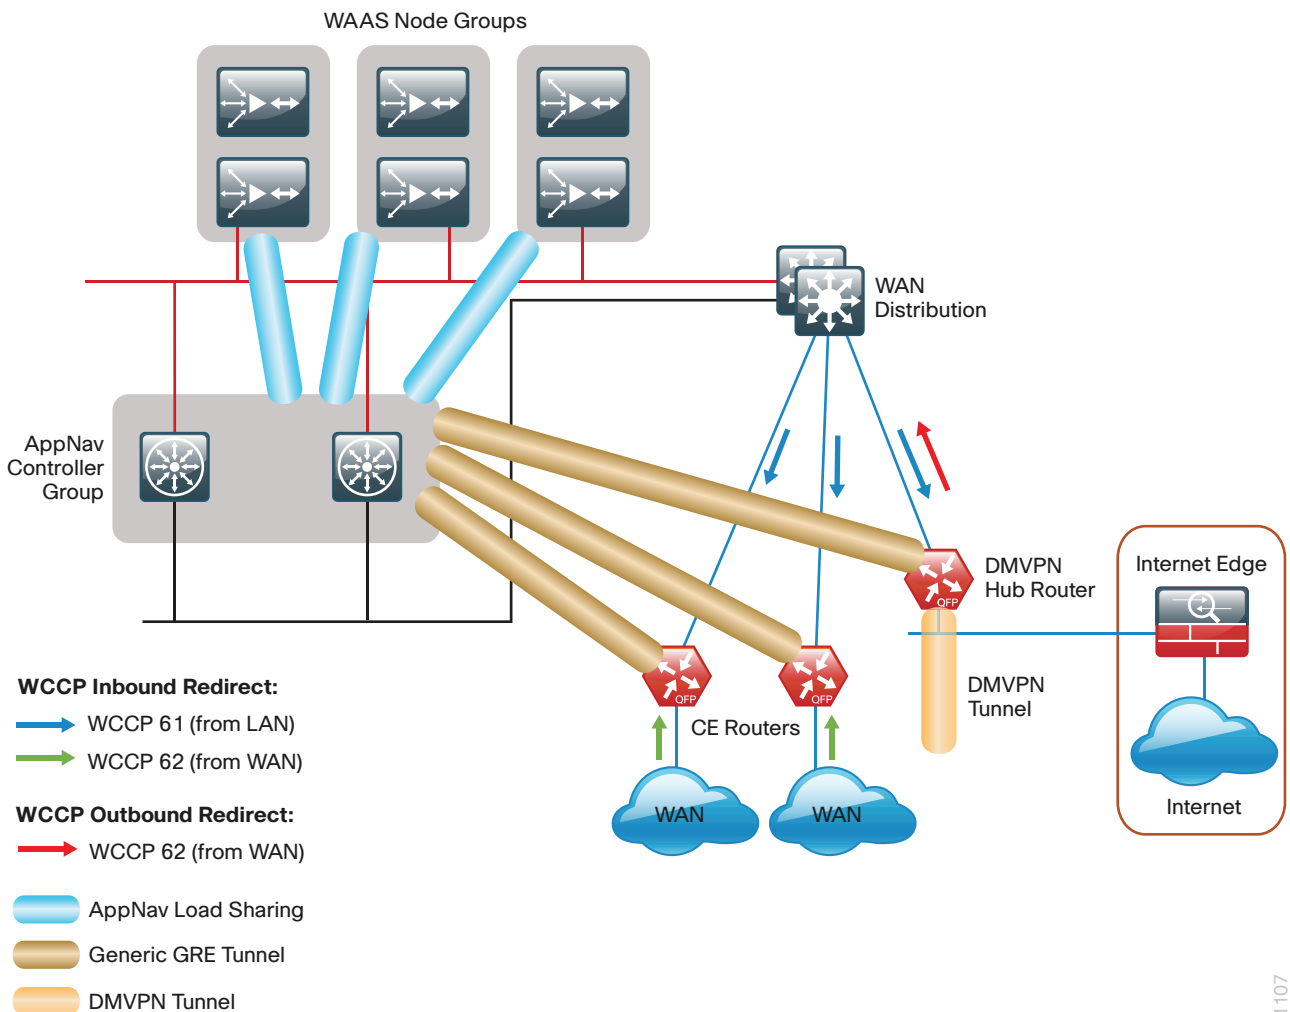 WAAS Node Groups
WAN
Distribution
AppNav
Controller
Group
DMVPN
Hub Router
QFP
Internet Edge
DMVPN
Tunnel
QFP
QFP
CE Routers
WAN
WAN
Internet
WCCP Inbound Redirect:
WCCP 61 (from LAN)
WCCP 62 (from WAN)
WCCP Outbound Redirect:
WCCP 62 (from WAN)
AppNav Load Sharing
Generic GRE Tunnel
DMVPN Tunnel
1107